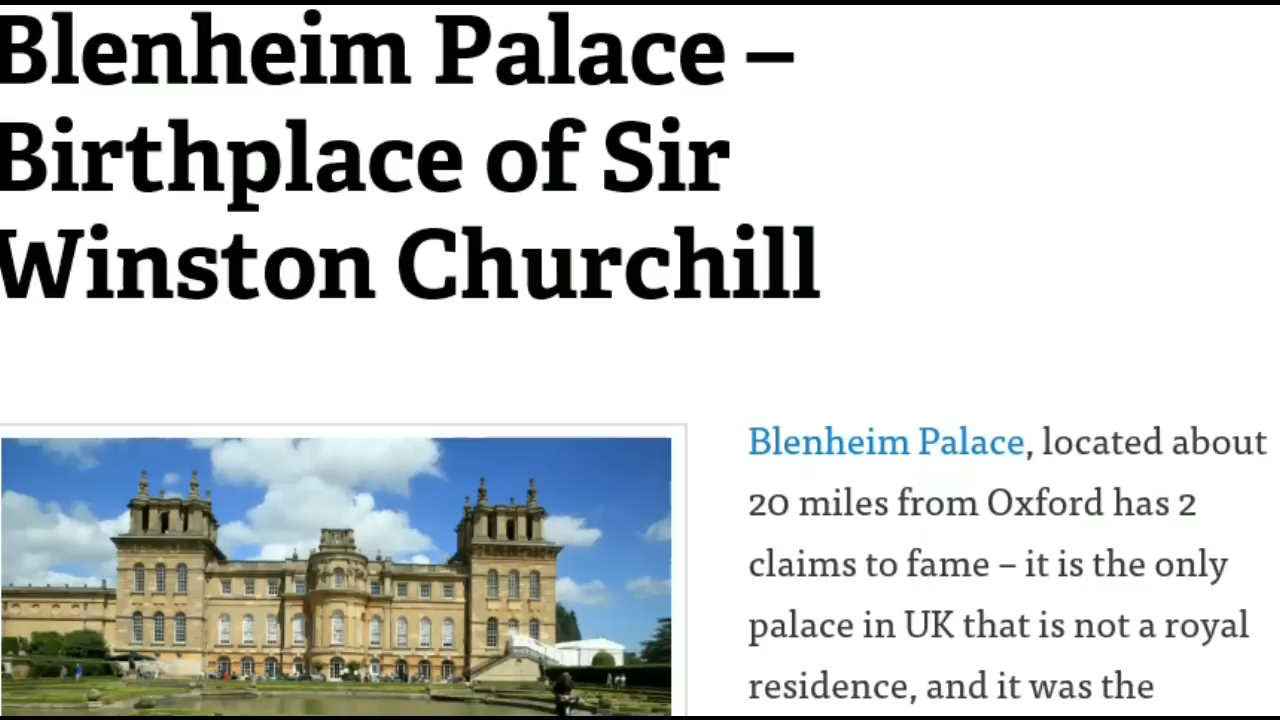 Blenheim Palace –
Birthplace of Sir
Winston Churchill
Blenheim Palace, located about
20 miles from Oxford has 2
claims to fame – it is the only
palace in UK that is not a royal
residence, and it was the